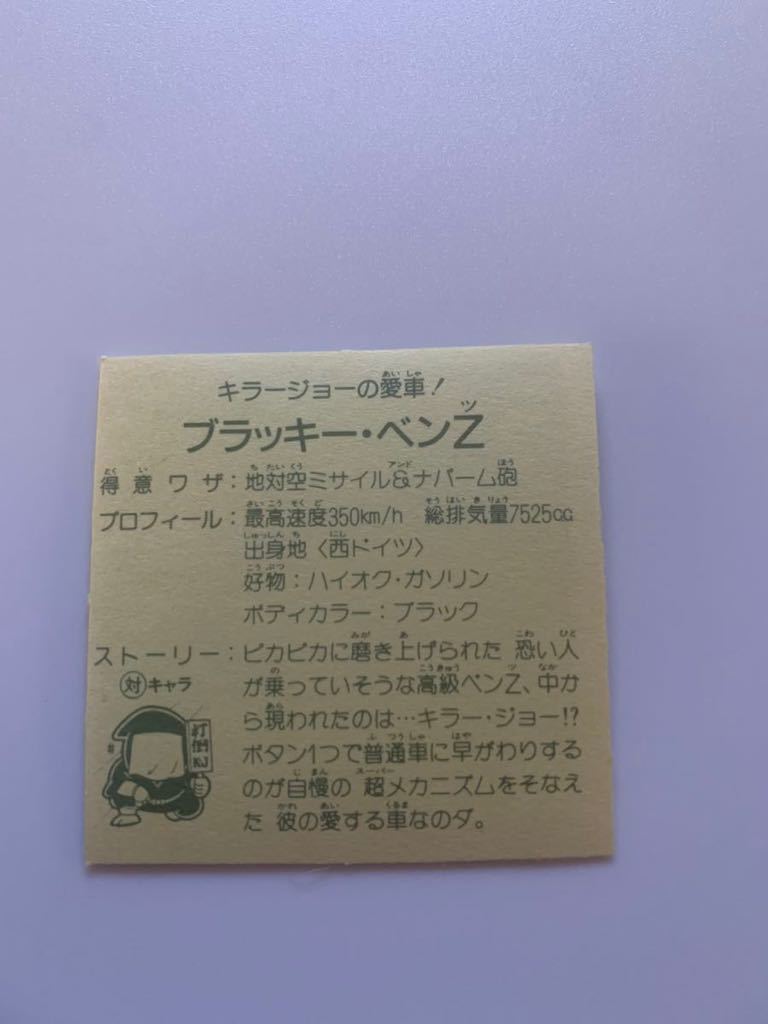 キラージョーの愛車!
ブラッキー・ベンZ
得意ワザ:地対空ミサイル&ナパーム砲
プロフィール:最高速度350km/h 総排気量7525cc
出身地〈西ドイツ〉
好物:ハイオク・ガソリン
ボディカラー:ブラック
ストーリー:ピカピカに磨き上げられた 恐い人
が乗っていそうな高級ベンZ、中か
ら現われたのは…キラー・ジョー!?
ボタン1つで普通車に早がわりする
のが自慢の 超メカニズムをそなえ
た 彼の愛する車なのダ。
対キャラ